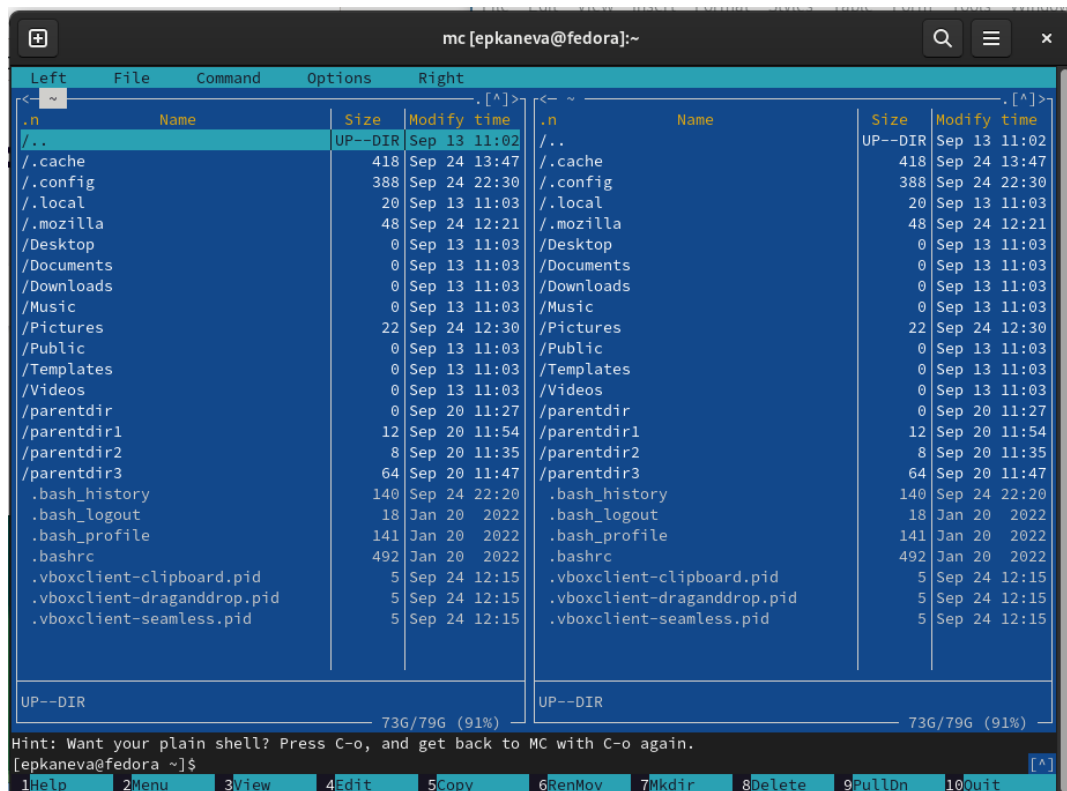 File Edit View Insert Format Styles Table Form Tools Window
mc [epkaneva@fedora]:~
Left File Command Options Right
<— ~ .[^]> <— ~ .[^]>
.n Name Size Modify time .n Name Size Modify time
/.. UP--DIR Sep 13 11:02 /.. UP--DIR Sep 13 11:02
/.cache 418 Sep 24 13:47 /.cache 418 Sep 24 13:47
/.config 388 Sep 24 22:30 /.config 388 Sep 24 22:30
/.local 20 Sep 13 11:03 /.local 20 Sep 13 11:03
/.mozilla 48 Sep 24 12:21 /.mozilla 48 Sep 24 12:21
/Desktop 0 Sep 13 11:03 /Desktop 0 Sep 13 11:03
/Documents 0 Sep 13 11:03 /Documents 0 Sep 13 11:03
/Downloads 0 Sep 13 11:03 /Downloads 0 Sep 13 11:03
/Music 0 Sep 13 11:03 /Music 0 Sep 13 11:03
/Pictures 22 Sep 24 12:30 /Pictures 22 Sep 24 12:30
/Public 0 Sep 13 11:03 /Public 0 Sep 13 11:03
/Templates 0 Sep 13 11:03 /Templates 0 Sep 13 11:03
/Videos 0 Sep 13 11:03 /Videos 0 Sep 13 11:03
/parentdir 0 Sep 20 11:27 /parentdir 0 Sep 20 11:27
/parentdir1 12 Sep 20 11:54 /parentdir1 12 Sep 20 11:54
/parentdir2 8 Sep 20 11:35 /parentdir2 8 Sep 20 11:35
/parentdir3 64 Sep 20 11:47 /parentdir3 64 Sep 20 11:47
.bash_history 140 Sep 24 22:20 .bash_history 140 Sep 24 22:20
.bash_logout 18 Jan 20 2022 .bash_logout 18 Jan 20 2022
.bash_profile 141 Jan 20 2022 .bash_profile 141 Jan 20 2022
.bashrc 492 Jan 20 2022 .bashrc 492 Jan 20 2022
.vboxclient-clipboard.pid 5 Sep 24 12:15 .vboxclient-clipboard.pid 5 Sep 24 12:15
.vboxclient-draganddrop.pid 5 Sep 24 12:15 .vboxclient-draganddrop.pid 5 Sep 24 12:15
.vboxclient-seamless.pid 5 Sep 24 12:15 .vboxclient-seamless.pid 5 Sep 24 12:15
UP--DIR UP--DIR
73G/79G (91%) 73G/79G (91%)
Hint: Want your plain shell? Press C-o, and get back to MC with C-o again.
[epkaneva@fedora ~]$ [^]
1Help 2Menu 3View 4Edit 5Copy 6RenMov 7Mkdir 8Delete 9PullDn 10Quit